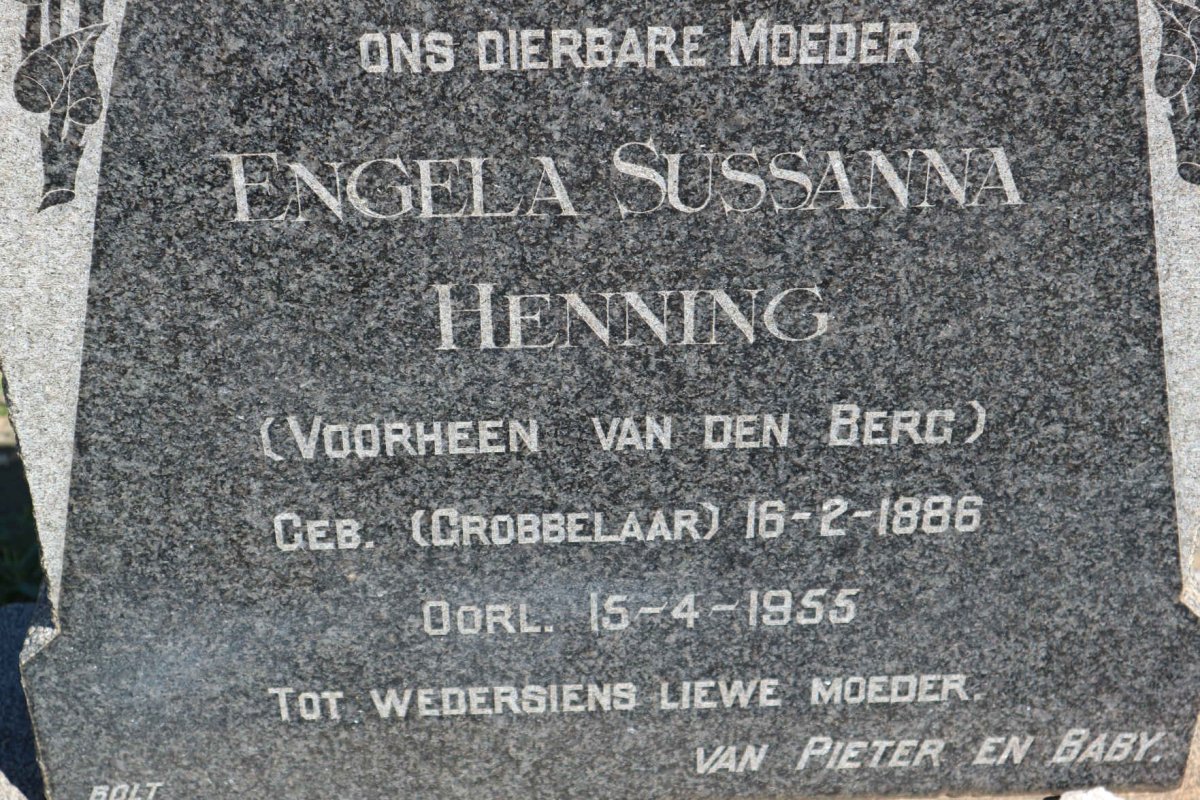 ONS DIERBARE MOEDER
ENGELA SUSSANNA
HENNING
(VOORHEEN VAN DEN BERG)
GEB. (GROBBELAAR) 16-2-1886
OORL. 15-4-1955
TOT WEDERSIENS LIEWE MOEDER.
VAN PIETER EN BABY.
BOLT